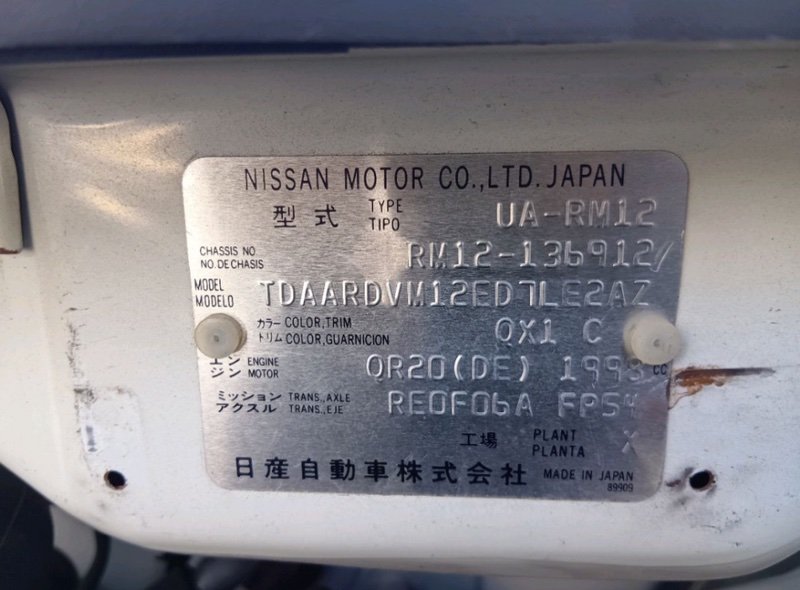 NISSAN MOTOR CO.,LTD. JAPAN
型式 TYPE TIPO UA-RM12
CHASSIS NO NO. DE CHASIS RM12-136912/
MODEL MODELO TDAARDVM12ED7LE2AZ
カラー COLOR,TRIM トリム COLOR,GUARNICION QX1 C
エンジン ENGINE MOTOR QR20(DE) 1998 CC
ミッション TRANS.,AXLE アクスル TRANS.,EJE RE0F06A FP54
工場 PLANT PLANTA X
日産自動車株式会社 MADE IN JAPAN
89909